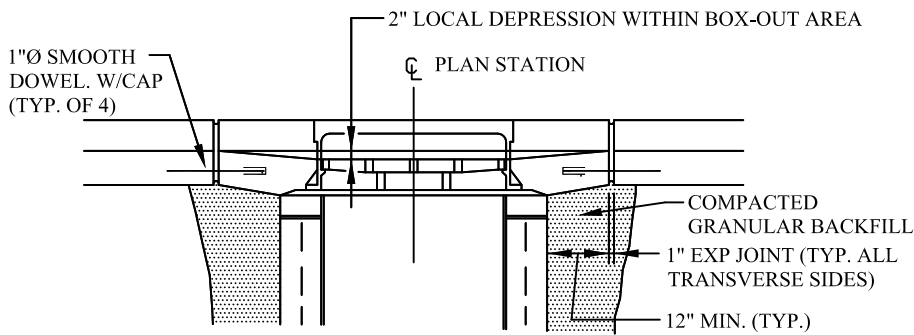 2" LOCAL DEPRESSION WITHIN BOX-OUT AREA
1"Ø SMOOTH
DOWEL. W/CAP
(TYP. OF 4)
℄ PLAN STATION
COMPACTED
GRANULAR BACKFILL
1" EXP JOINT (TYP. ALL
TRANSVERSE SIDES)
12" MIN. (TYP.)